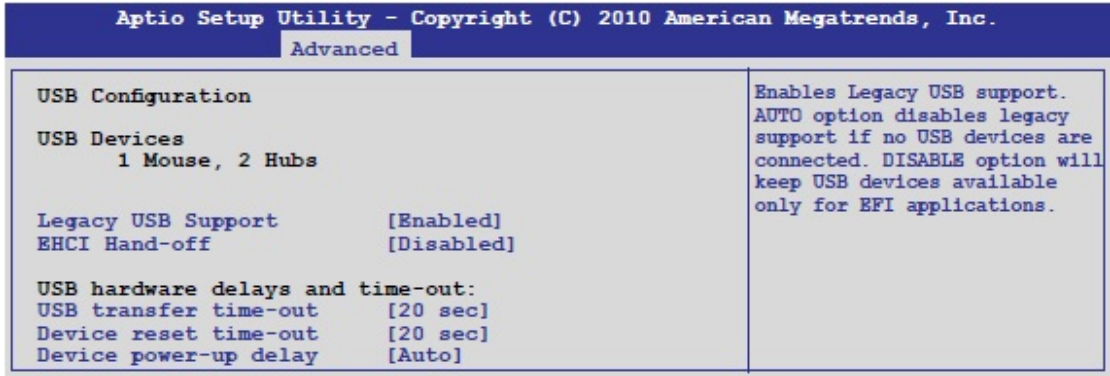 Aptio Setup Utility - Copyright (C) 2010 American Megatrends, Inc.
Advanced
USB Configuration
USB Devices
1 Mouse, 2 Hubs
Legacy USB Support [Enabled]
EHCI Hand-off [Disabled]
USB hardware delays and time-out:
USB transfer time-out [20 sec]
Device reset time-out [20 sec]
Device power-up delay [Auto]
Enables Legacy USB support.
AUTO option disables legacy
support if no USB devices are
connected. DISABLE option will
keep USB devices available
only for EFI applications.